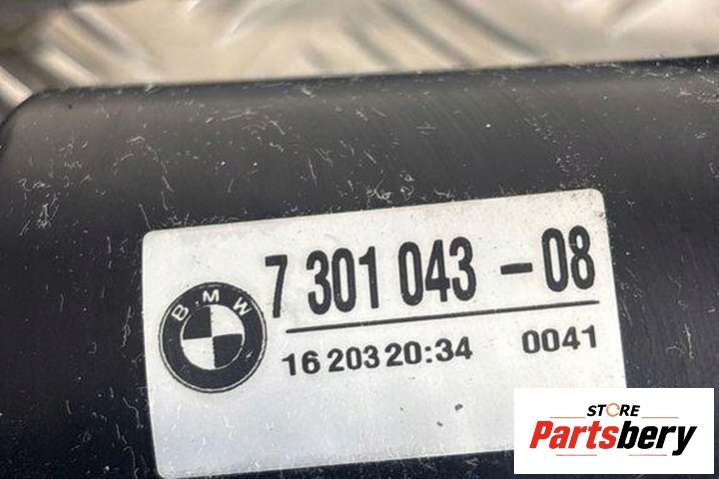 7 301 043 - 08
BMW
16 203 20:34 0041
STORE
Partsbery